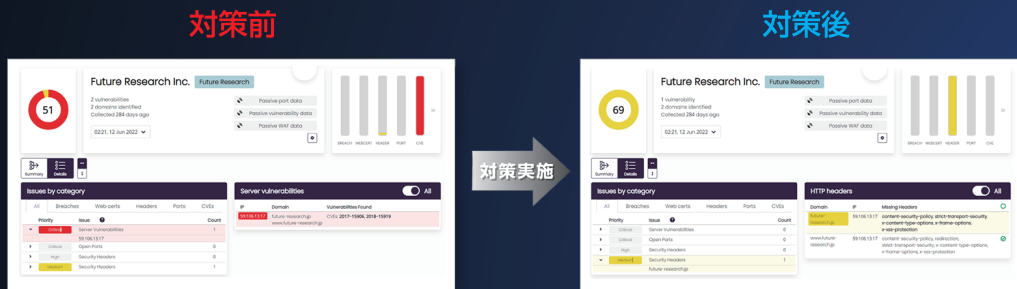 対策前
51
Future Research Inc.
Future Research
2 vulnerabilities
2 domains identified
Collected 284 days ago
02:21, 12 Jun 2022
Passive port data
Passive vulnerability data
Passive WAF data
BREACH WEBCERT HEADER PORT CVE
Summary
Details
Issues by category
All Breaches Web certs Headers Ports CVEs
Priority Issue Count
Critical Server Vulnerabilities 1
59.106.13.17
Critical Open Ports 0
High Security Headers 0
Medium Security Headers 1
Server vulnerabilities
All
IP Domain Vulnerabilities Found
59.106.13.17 future-research.jp CVEs 2017-15906, 2018-15919
www.future-research.jp
対策実施
対策後
69
Future Research Inc.
Future Research
1 vulnerability
2 domains identified
Collected 284 days ago
02:21, 12 Jun 2022
Passive port data
Passive vulnerability data
Passive WAF data
BREACH WEBCERT HEADER PORT CVE
Summary
Details
Issues by category
All Breaches Web certs Headers Ports CVEs
Priority Issue Count
Critical Server Vulnerabilities 0
Critical Open Ports 0
High Security Headers 0
Medium Security Headers 1
future-research.jp
HTTP headers
All
Domain IP Missing Headers
future-research.jp 59.106.13.17 content-security-policy, strict-transport-security,
x-content-type-options, x-frame-options,
x-xss-protection
www.future-research.jp 59.106.13.17 content-security-policy, redirection,
strict-transport-security, x-content-type-options,
x-frame-options, x-xss-protection